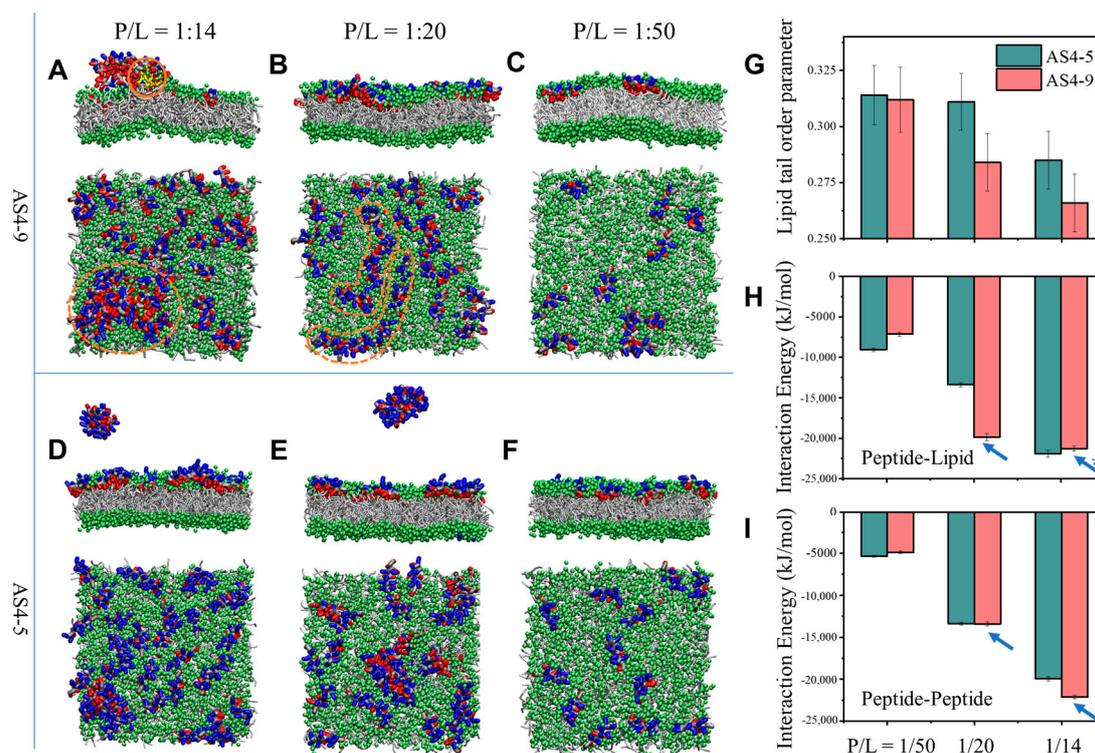 P/L = 1:14 P/L = 1:20 P/L = 1:50
A B C
AS4-9
D E F
AS4-5
G
AS4-5
AS4-9
Lipid tail order parameter
0.325
0.300
0.275
0.250
H
Interaction Energy (kJ/mol)
0
-5000
-10,000
-15,000
-20,000
-25,000
Peptide-Lipid
I
Interaction Energy (kJ/mol)
0
-5000
-10,000
-15,000
-20,000
-25,000
Peptide-Peptide
P/L = 1/50 1/20 1/14